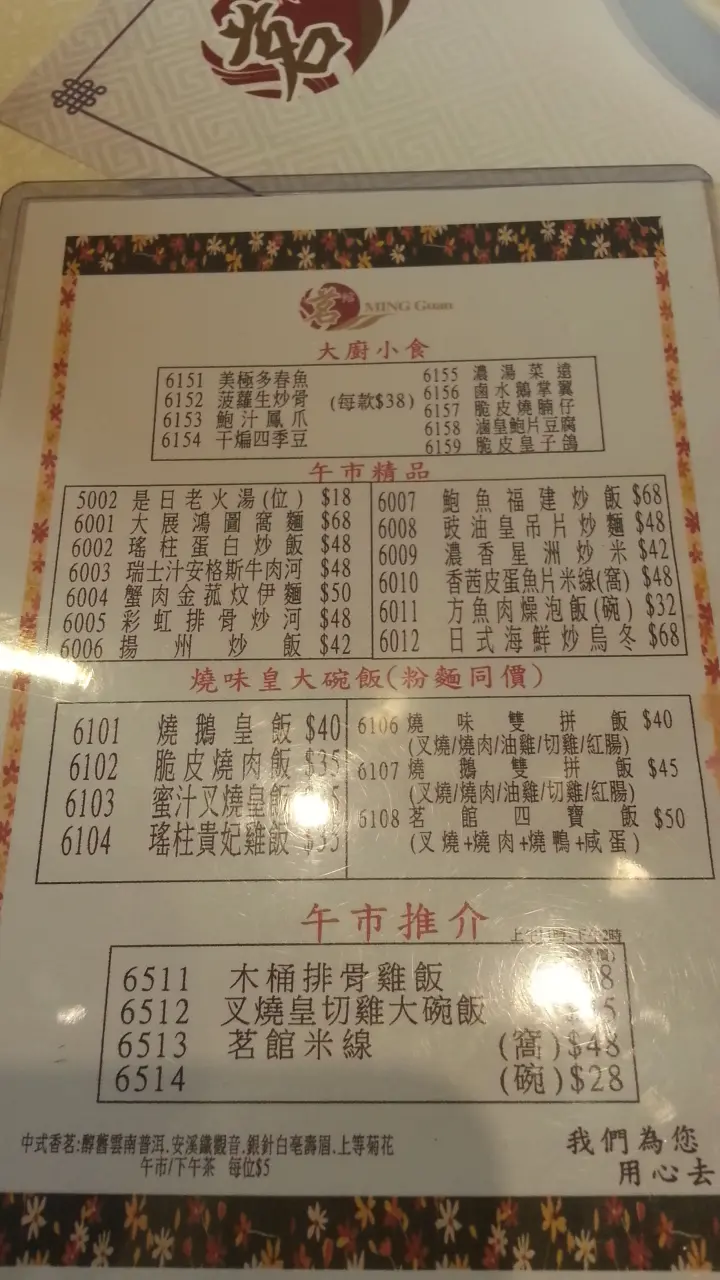 茗
茗館 MING Guan
大廚小食
6151 美極多春魚
6152 菠蘿生炒骨
6153 鮑汁鳳爪
6154 干煸四季豆
(每款$38)
6155 濃湯菜遠
6156 鹵水鵝掌翼
6157 脆皮燒腩仔
6158 滷皇鮑片豆腐
6159 脆皮皇子鴿
午市精品
5002 是日老火湯(位) $18
6001 大展鴻圖窩麵 $68
6002 瑤柱蛋白炒飯 $48
6003 瑞士汁安格斯牛肉河 $48
6004 蟹肉金菰炆伊麵 $50
6005 彩虹排骨炒河 $48
6006 揚州炒飯 $42
6007 鮑魚福建炒飯 $68
6008 豉油皇吊片炒麵 $48
6009 濃香星洲炒米 $42
6010 香茜皮蛋魚片米線(窩) $48
6011 方魚肉燥泡飯(碗) $32
6012 日式海鮮炒烏冬 $68
燒味皇大碗飯(粉麵同價)
6101 燒鵝皇飯 $40
6102 脆皮燒肉飯 $35
6103 蜜汁叉燒皇飯
6104 瑤柱貴妃雞飯 $35
6106 燒味雙拼飯 $40
(叉燒/燒肉/油雞/切雞/紅腸)
6107 燒鵝雙拼飯 $45
(叉燒/燒肉/油雞/切雞/紅腸)
6108 茗館四寶飯 $50
(叉燒+燒肉+燒鴨+咸蛋)
午市推介
6511 木桶排骨雞飯
6512 叉燒皇切雞大碗飯
6513 茗館米線 (窩)$48
6514 (碗)$28
中式香茗:醇舊雲南普洱.安溪鐵觀音.銀針白毫壽眉.上等菊花
午市/下午茶 每位$5
我們為您
用心去